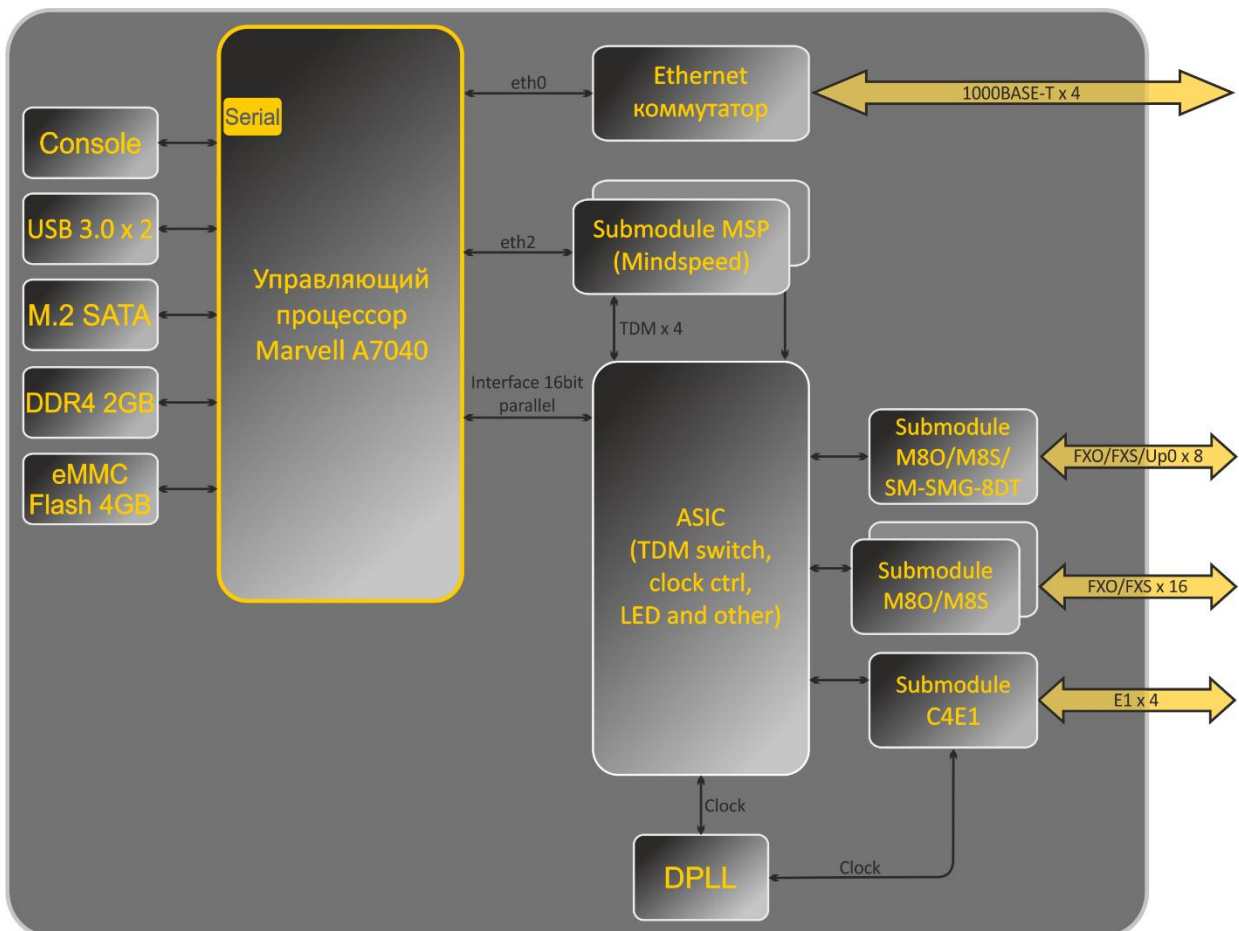 Serial
Console
USB 3.0 x 2
M.2 SATA
DDR4 2GB
eMMC
Flash 4GB
Управляющий
процессор
Marvell A7040
eth0
Ethernet
коммутатор
1000BASE-T x 4
eth2
Submodule MSP
(Mindspeed)
TDM x 4
Interface 16bit
parallel
ASIC
(TDM switch,
clock ctrl,
LED and other)
Submodule
M8O/M8S/
SM-SMG-8DT
FXO/FXS/Up0 x 8
Submodule
M8O/M8S
FXO/FXS x 16
Submodule
C4E1
E1 x 4
Clock
DPLL
Clock